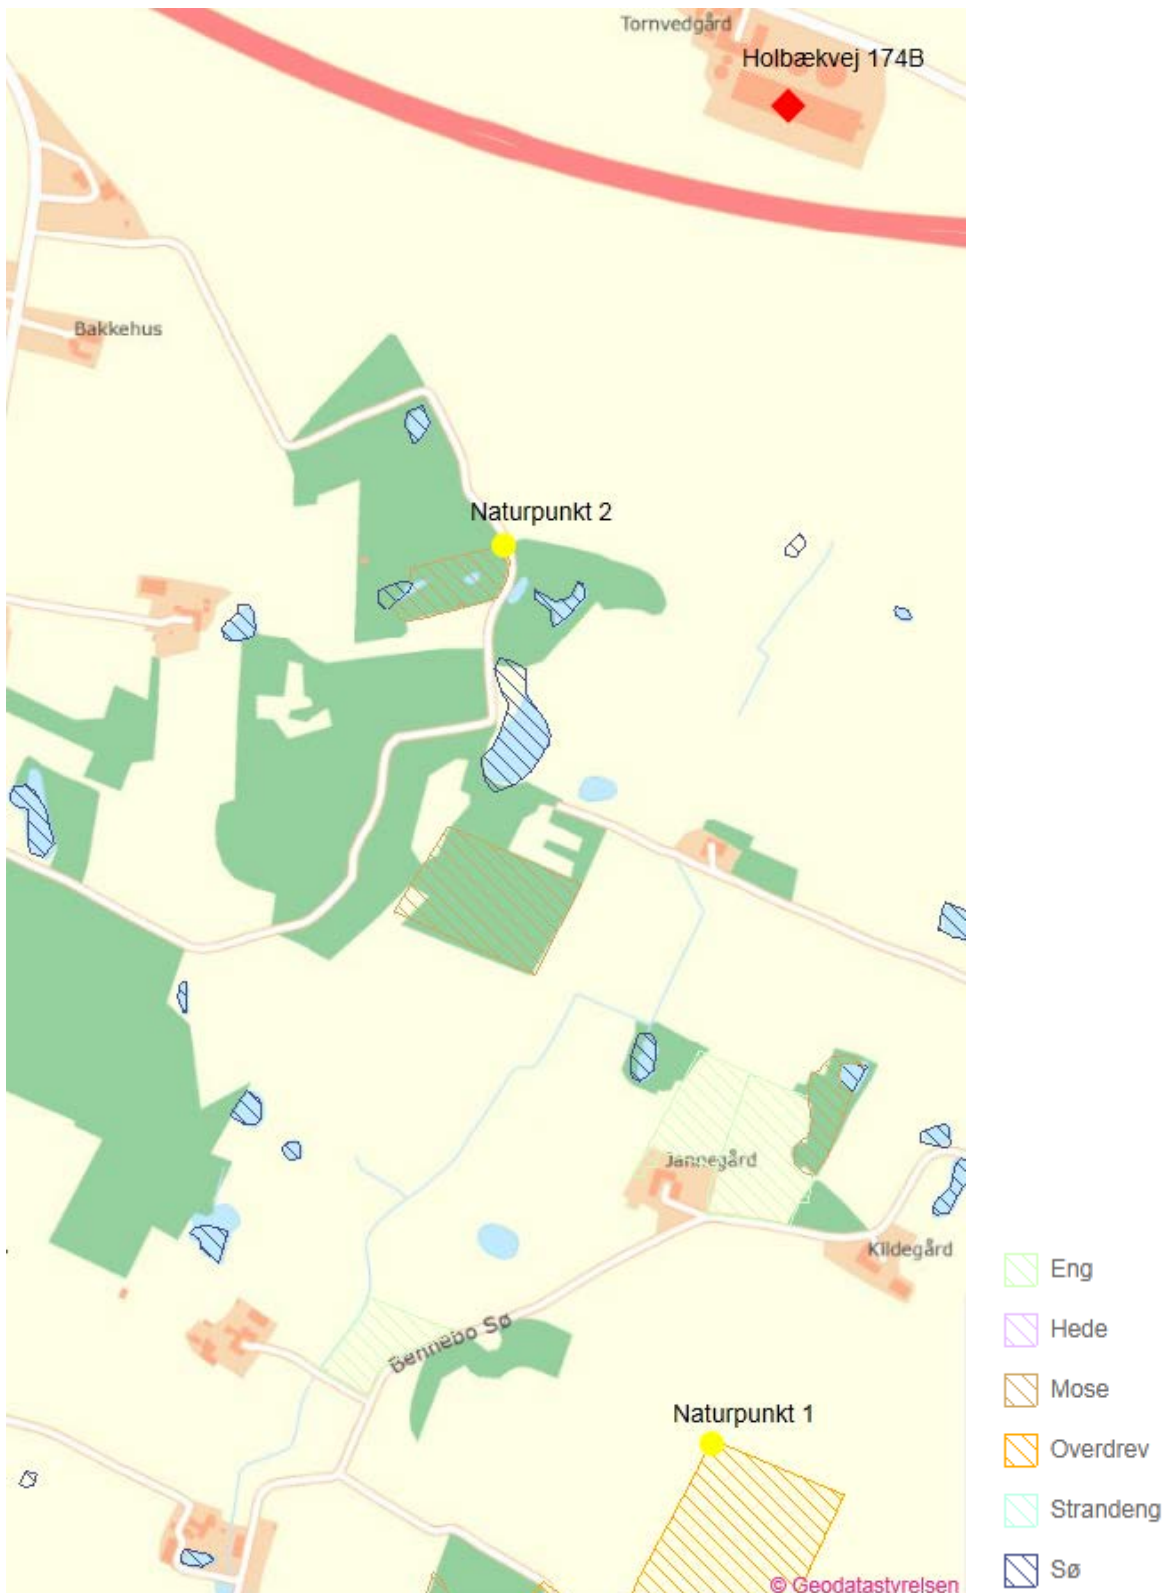 Tornvedgård
Holbækvej 174B
Bakkehus
Naturpunkt 2
Jannegård
Kildegård
Bennebo Sø
Naturpunkt 1
Eng
Hede
Mose
Overdrev
Strandeng
Sø
© Geodatastyrelsen